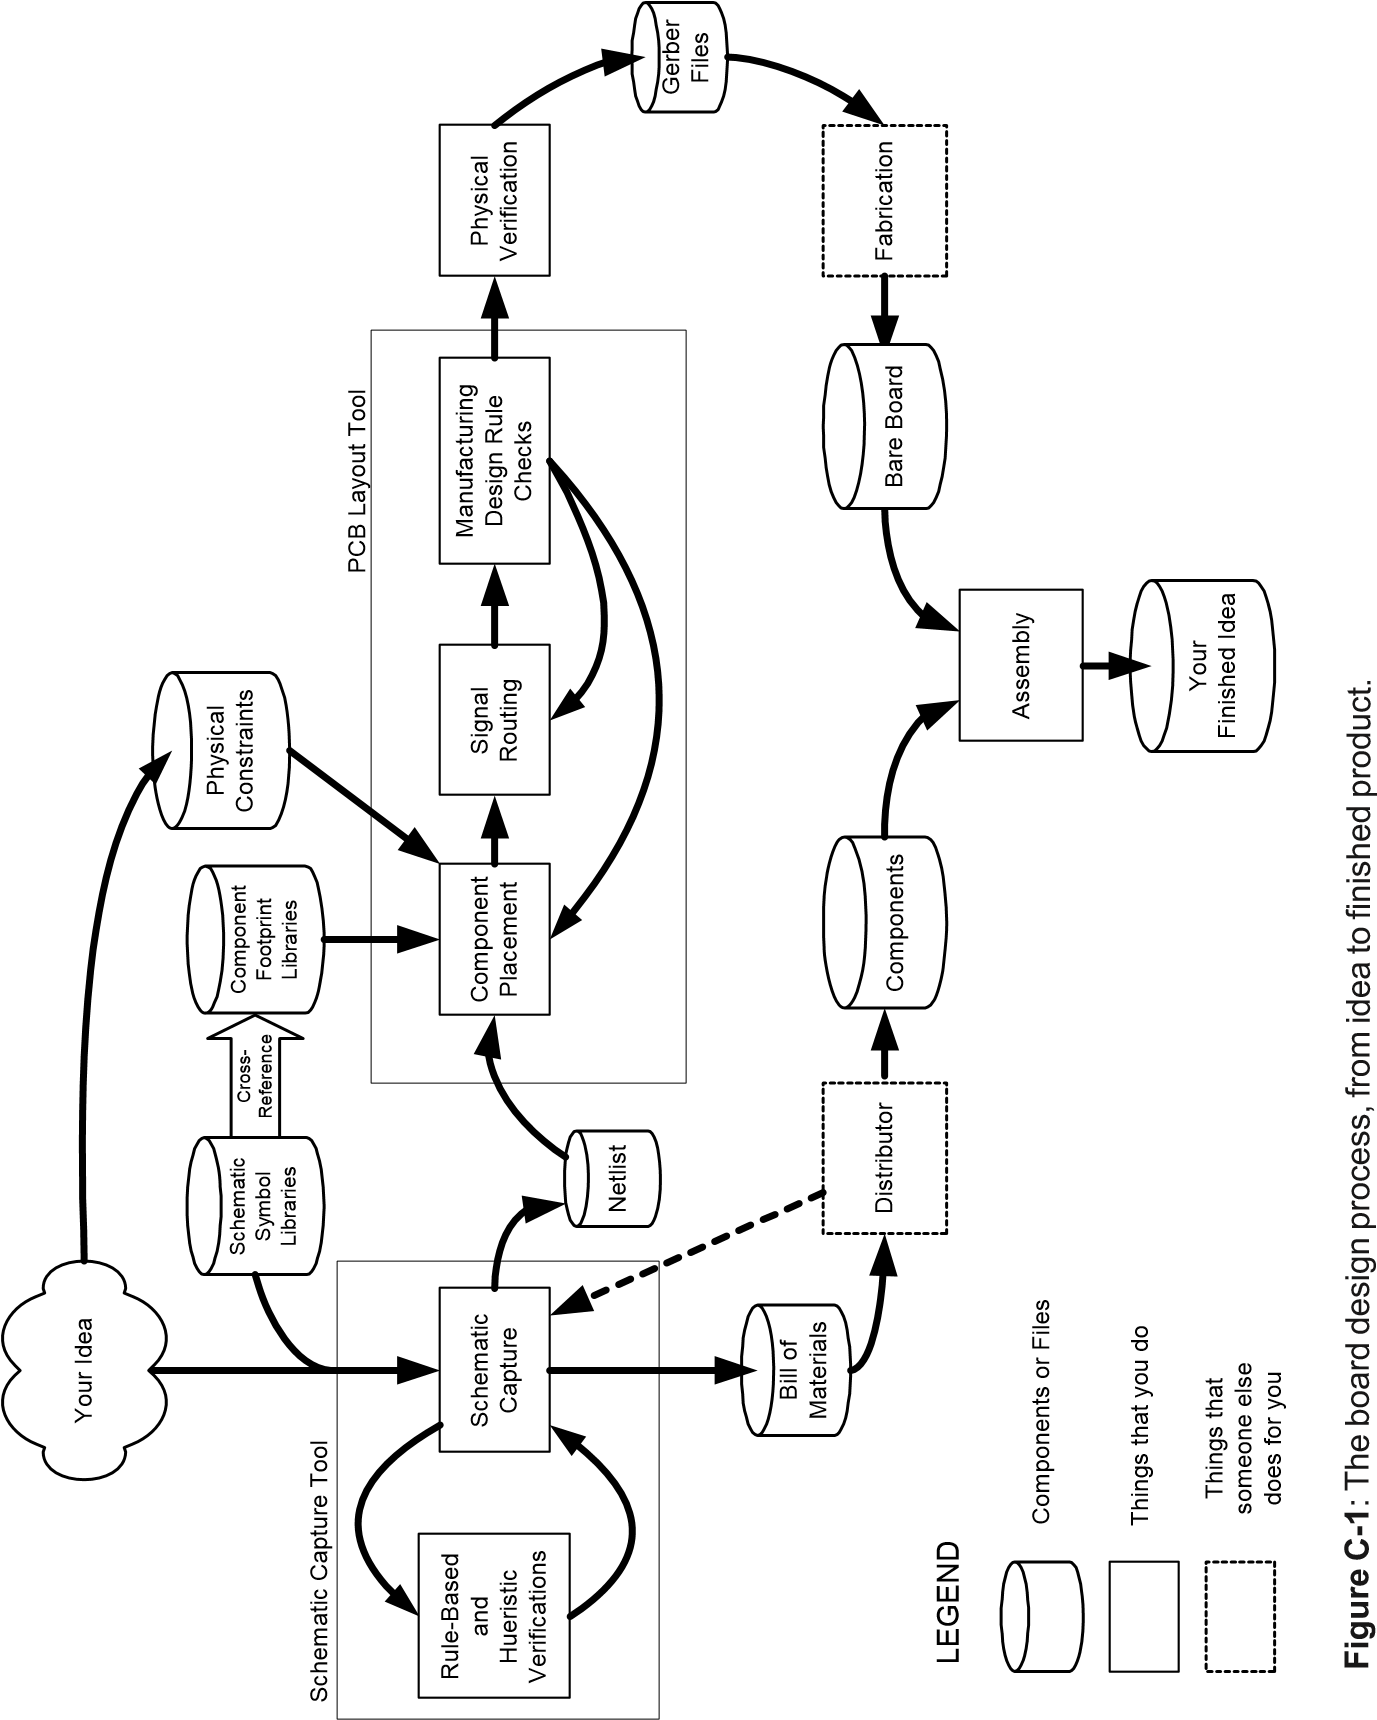 Your Idea
Schematic
Symbol
Libraries
Cross-
Reference
Component
Footprint
Libraries
Physical
Constraints
Schematic Capture Tool
Rule-Based
and
Hueristic
Verifications
Schematic
Capture
Netlist
PCB Layout Tool
Component
Placement
Signal
Routing
Manufacturing
Design Rule
Checks
Physical
Verification
Gerber
Files
Bill of
Materials
Distributor
Components
Bare Board
Fabrication
Assembly
Your
Finished Idea
LEGEND
Components or Files
Things that you do
Things that
someone else
does for you
Figure C-1: The board design process, from idea to finished product.